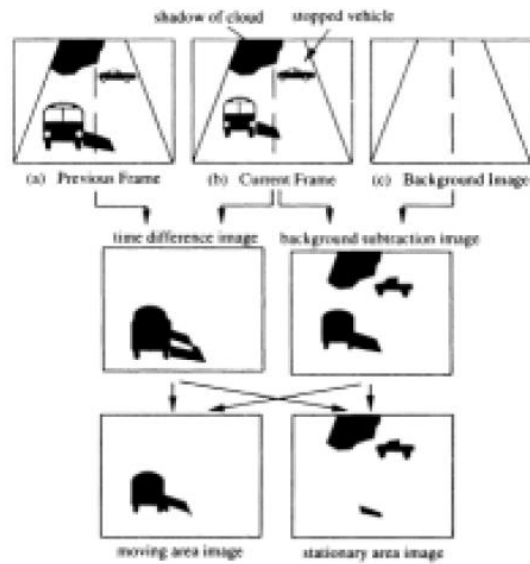 shadow of cloud stopped vehicle
(a) Previous Frame (b) Current Frame (c) Background Image
time difference image background subtraction image
moving area image stationary area image